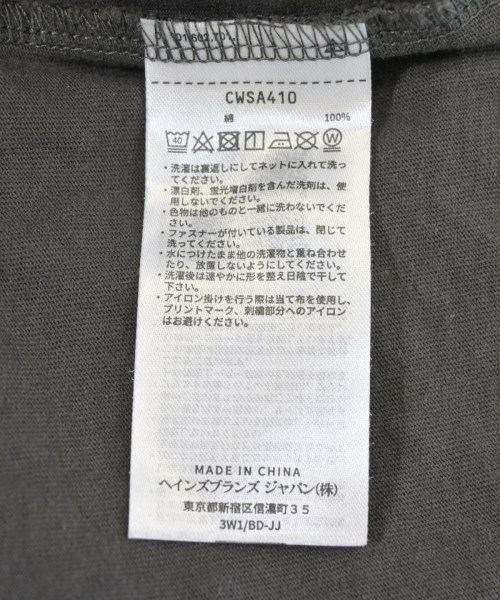 CWSA410
綿 100%
40
・洗濯は裏返しにしてネットに入れて洗っ
てください。
・漂白剤、蛍光増白剤を含んだ洗剤は、使
用しないでください。
・色物は他のものと一緒に洗わないでくだ
さい。
・ファスナーが付いている製品は、閉じて
洗ってください。
・水につけたまま他の洗濯物と重ね合わせ
たり、放置しないようにしてください。
・洗濯後は速やかに形を整え日陰で干して
下さい。
・アイロン掛けを行う際は当て布を使用し、
プリントマーク、刺繍部分へのアイロン
はお避けください。
MADE IN CHINA
ヘインズブランズ ジャパン(株)
東京都新宿区信濃町35
3W1/BD-JJ